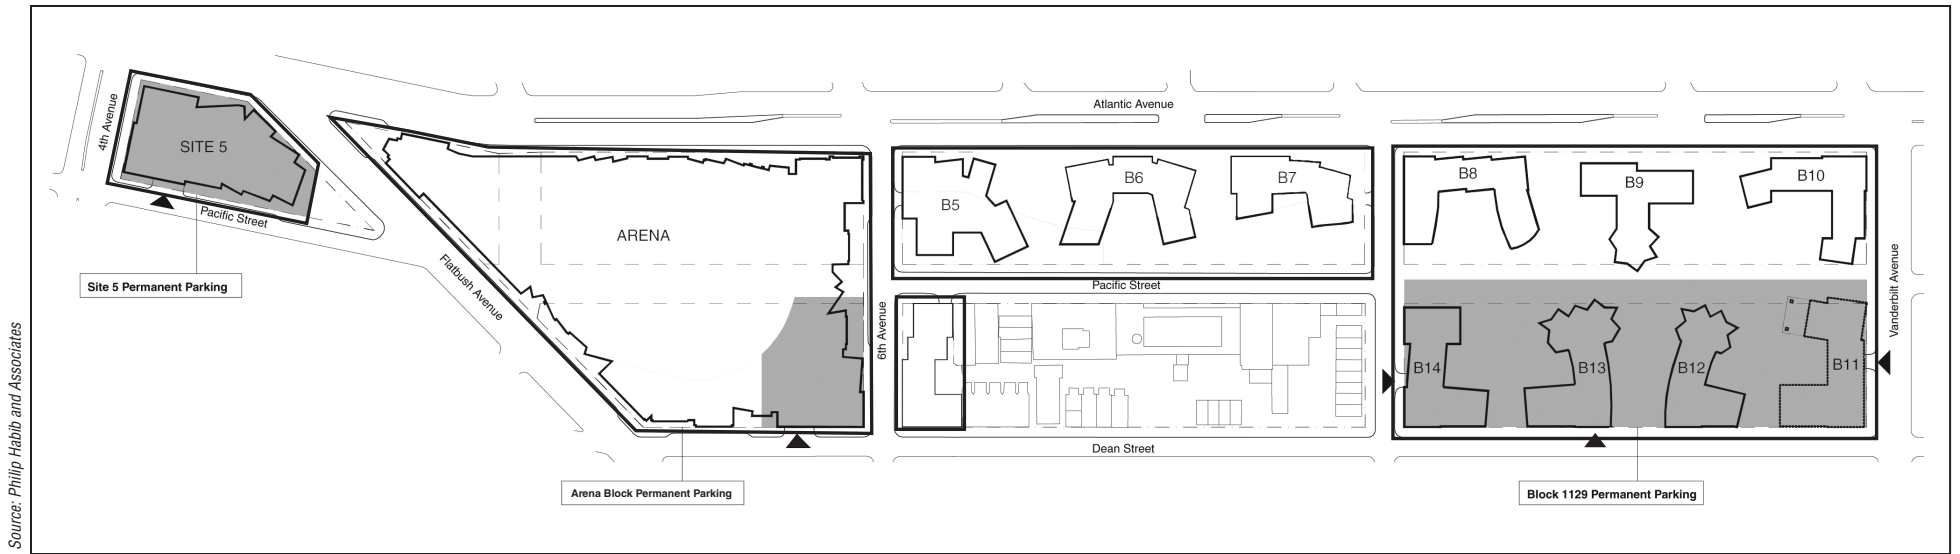 Atlantic Avenue
4th Avenue
SITE 5
Pacific Street
Site 5 Permanent Parking
ARENA
Flatbush Avenue
Arena Block Permanent Parking
6th Avenue
B5
B6
B7
Pacific Street
Dean Street
B8
B9
B10
B14
B13
B12
B11
Vanderbilt Avenue
Block 1129 Permanent Parking
Source: Philip Habib and Associates